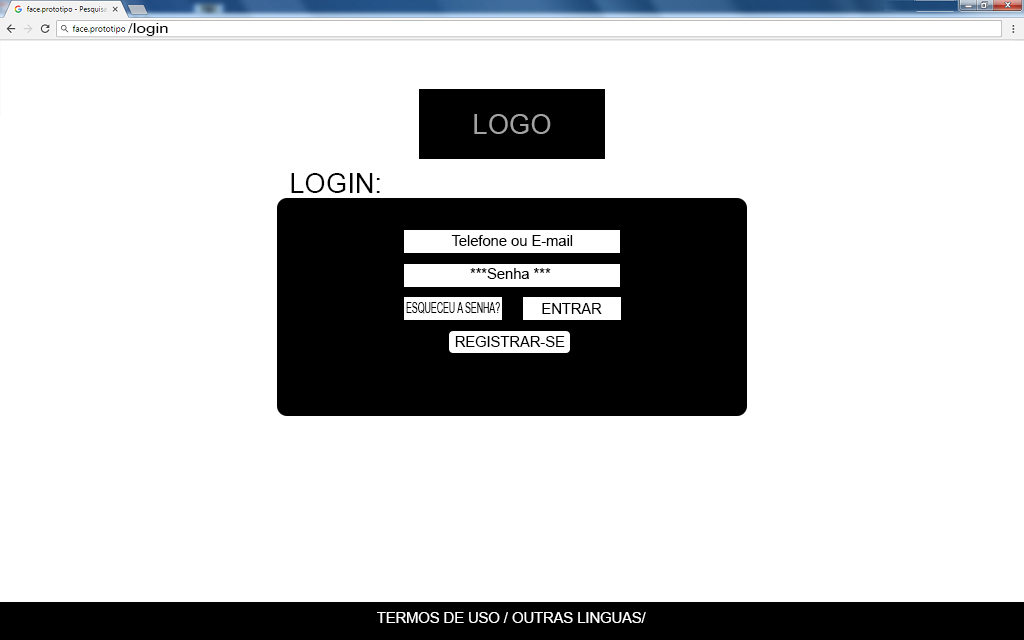 face.prototipo - Pesquis
face.prototipo /login
LOGO
LOGIN:
Telefone ou E-mail
***Senha ***
ESQUECEU A SENHA?
ENTRAR
REGISTRAR-SE
TERMOS DE USO / OUTRAS LINGUAS/